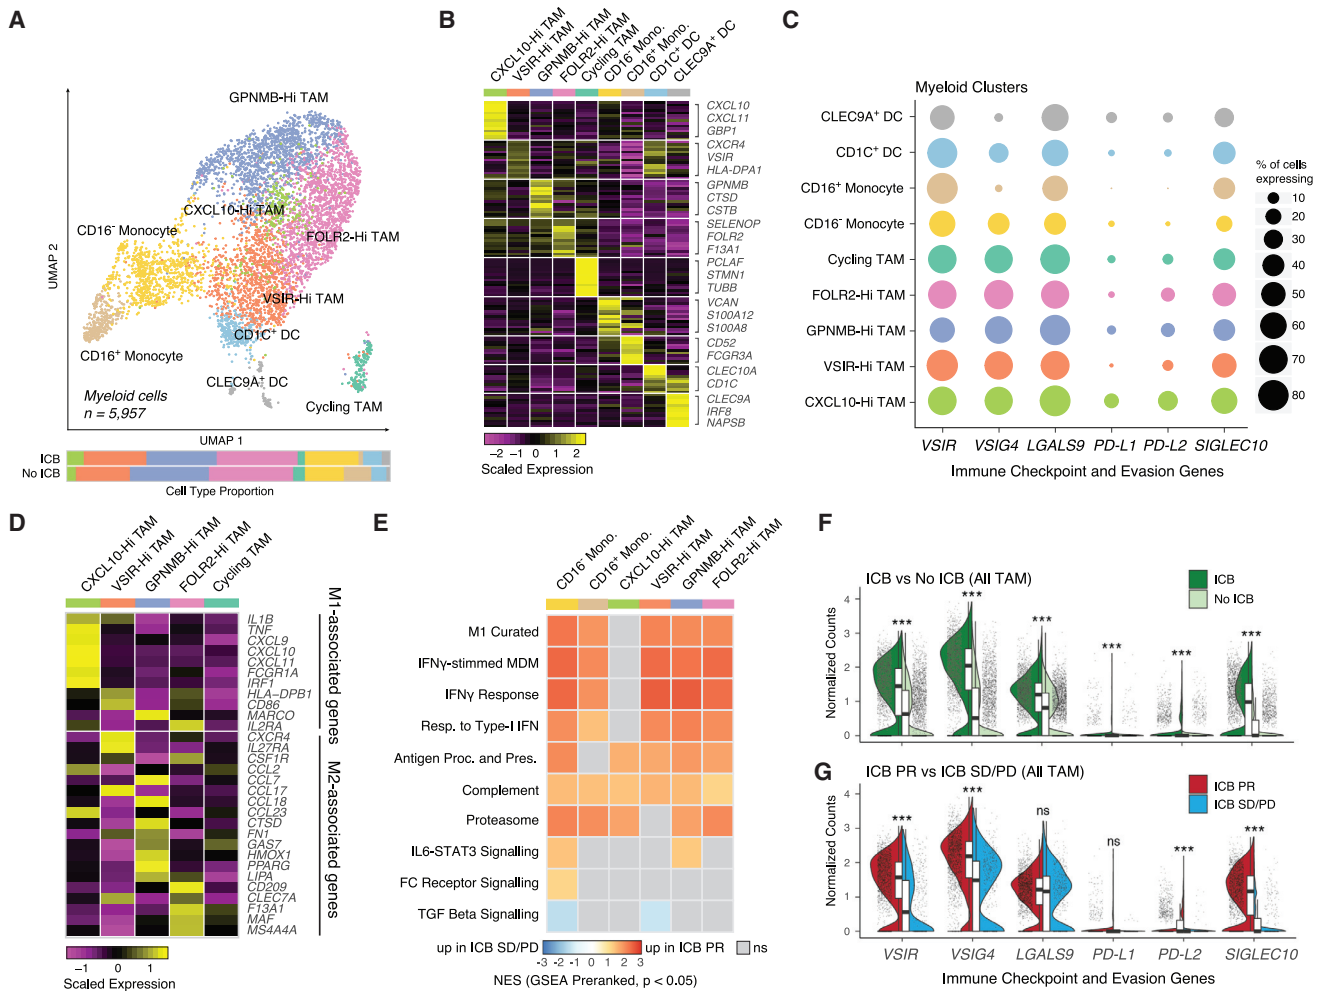 A
GPNMB-Hi TAM
CXCL10-Hi TAM
CD16⁻ Monocyte
FOLR2-Hi TAM
VSIR-Hi TAM
CD1C⁺ DC
CD16⁺ Monocyte
CLEC9A⁺ DC
Cycling TAM
Myeloid cells
n = 5,957
UMAP 2
UMAP 1
ICB
No ICB
Cell Type Proportion
B
CXCL10-Hi TAM
VSIR-Hi TAM
GPNMB-Hi TAM
FOLR2-Hi TAM
Cycling TAM
CD16⁻ Mono.
CD16⁺ Mono.
CD1C⁺ DC
CLEC9A⁺ DC
CXCL10
CXCL11
GBP1
CXCR4
VSIR
HLA-DPA1
GPNMB
CTSD
CSTB
SELENOP
FOLR2
F13A1
PCLAF
STMN1
TUBB
VCAN
S100A12
S100A8
CD52
FCGR3A
CLEC10A
CD1C
CLEC9A
IRF8
NAPSB
−2 −1 0 1 2
Scaled Expression
C
Myeloid Clusters
CLEC9A⁺ DC
CD1C⁺ DC
CD16⁺ Monocyte
CD16⁻ Monocyte
Cycling TAM
FOLR2-Hi TAM
GPNMB-Hi TAM
VSIR-Hi TAM
CXCL10-Hi TAM
VSIR VSIG4 LGALS9 PD-L1 PD-L2 SIGLEC10
Immune Checkpoint and Evasion Genes
% of cells
expressing
10
20
30
40
50
60
70
80
D
CXCL10-Hi TAM
VSIR-Hi TAM
GPNMB-Hi TAM
FOLR2-Hi TAM
Cycling TAM
IL1B
TNF
CXCL9
CXCL10
CXCL11
FCGR1A
IRF1
HLA−DPB1
CD86
MARCO
IL2RA
CXCR4
IL27RA
CSF1R
CCL2
CCL7
CCL17
CCL18
CCL23
CTSD
FN1
GAS7
HMOX1
PPARG
LIPA
CD209
CLEC7A
F13A1
MAF
MS4A4A
M1-associated genes
M2-associated genes
−1 0 1
Scaled Expression
E
CD16⁻ Mono.
CD16⁺ Mono.
CXCL10-Hi TAM
VSIR-Hi TAM
GPNMB-Hi TAM
FOLR2-Hi TAM
M1 Curated
IFNγ-stimmed MDM
IFNγ Response
Resp. to Type-I IFN
Antigen Proc. and Pres.
Complement
Proteasome
IL6-STAT3 Signalling
FC Receptor Signalling
TGF Beta Signalling
up in ICB SD/PD
up in ICB PR
ns
-3 -2 -1 0 1 2 3
NES (GSEA Preranked, p < 0.05)
F
ICB vs No ICB (All TAM)
ICB
No ICB
Normalized Counts
4
3
2
1
0
*** *** *** *** *** ***
G
ICB PR vs ICB SD/PD (All TAM)
ICB PR
ICB SD/PD
Normalized Counts
4
3
2
1
0
*** *** ns ns *** ***
VSIR VSIG4 LGALS9 PD-L1 PD-L2 SIGLEC10
Immune Checkpoint and Evasion Genes